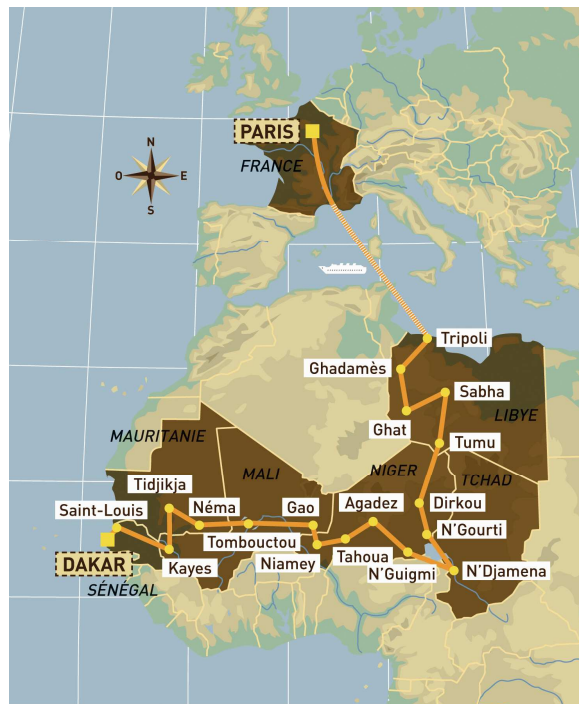 PARIS
FRANCE
N
O
E
S
Tripoli
Ghadamès
Sabha
LIBYE
Ghat
MAURITANIE
Tumu
MALI
NIGER
TCHAD
Tidjikja
Saint-Louis
Néma
Gao
Agadez
Dirkou
N'Gourti
Tombouctou
DAKAR
Kayes
Niamey
Tahoua
N'Guigmi
N'Djamena
SÉNÉGAL